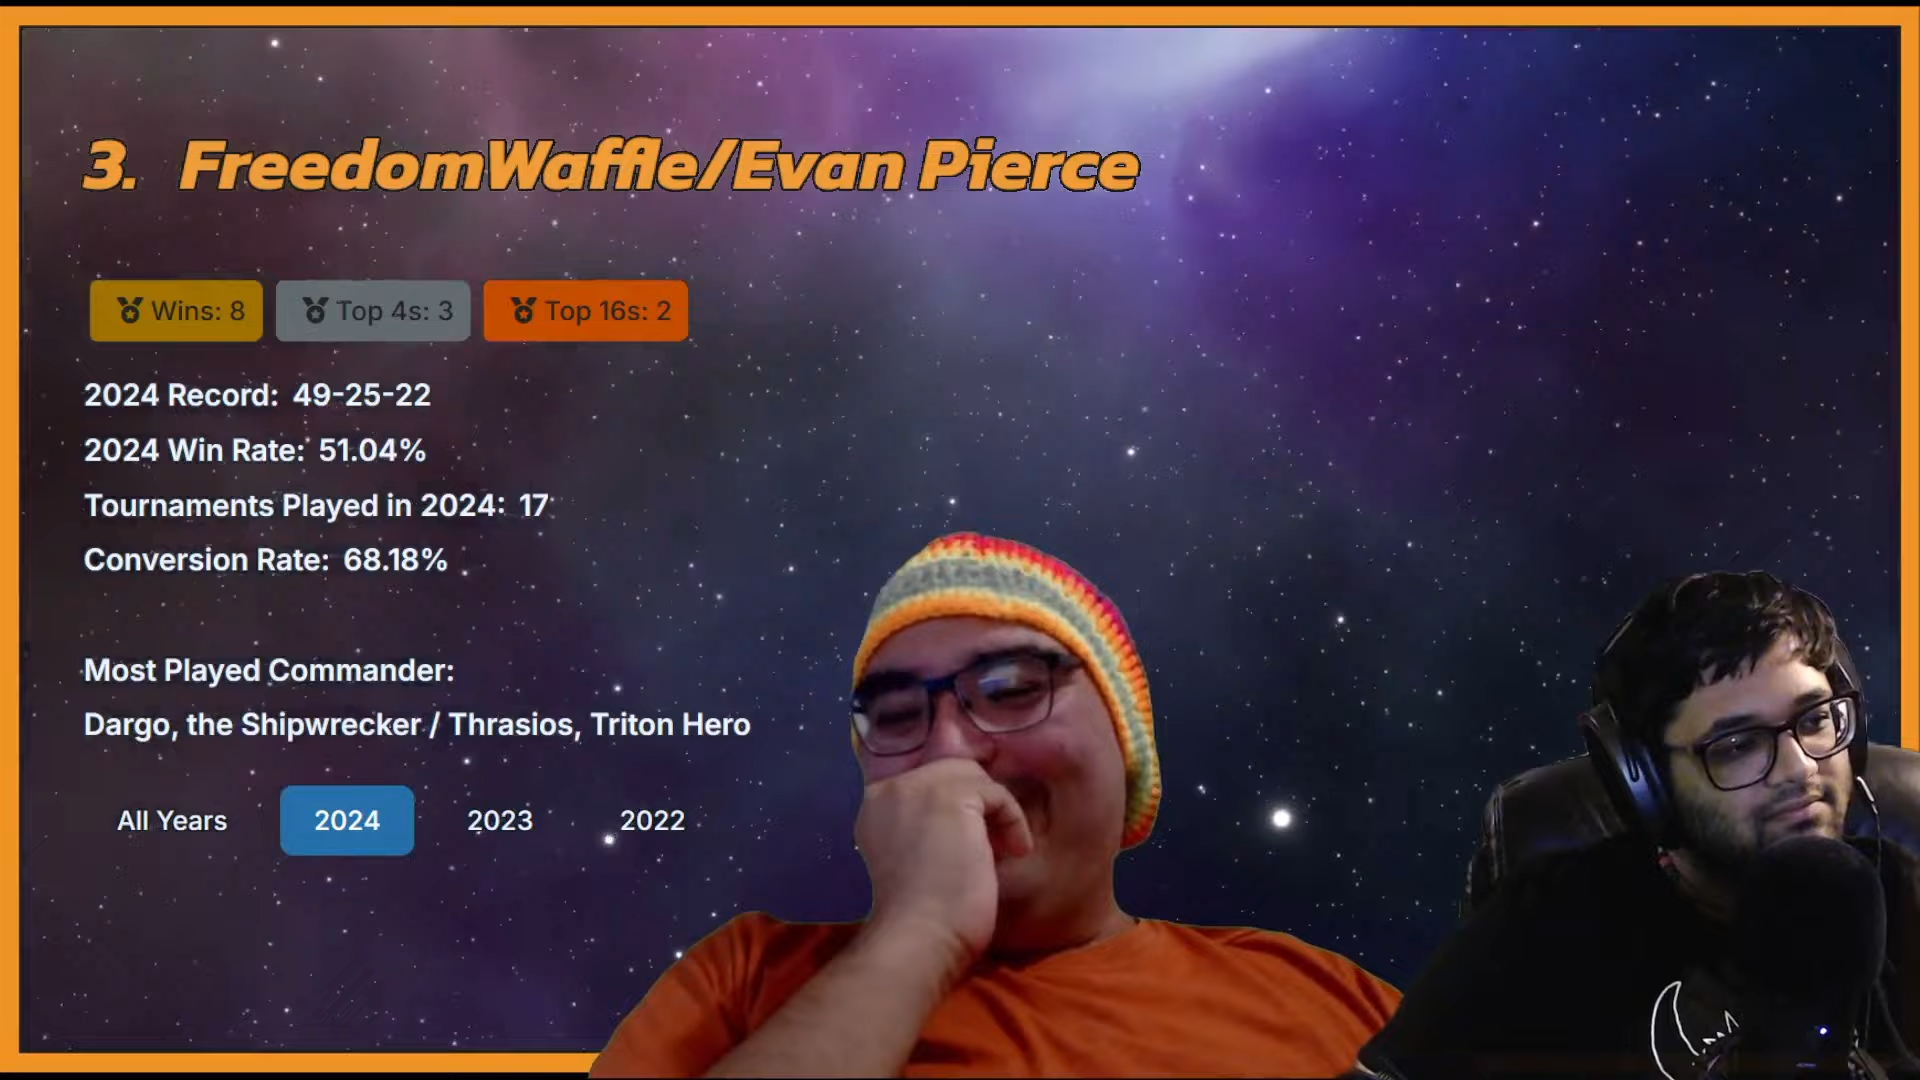 3. FreedomWaffle/Evan Pierce
Wins: 8 Top 4s: 3 Top 16s: 2
2024 Record: 49-25-22
2024 Win Rate: 51.04%
Tournaments Played in 2024: 17
Conversion Rate: 68.18%
Most Played Commander:
Dargo, the Shipwrecker / Thrasios, Triton Hero
All Years 2024 2023 2022